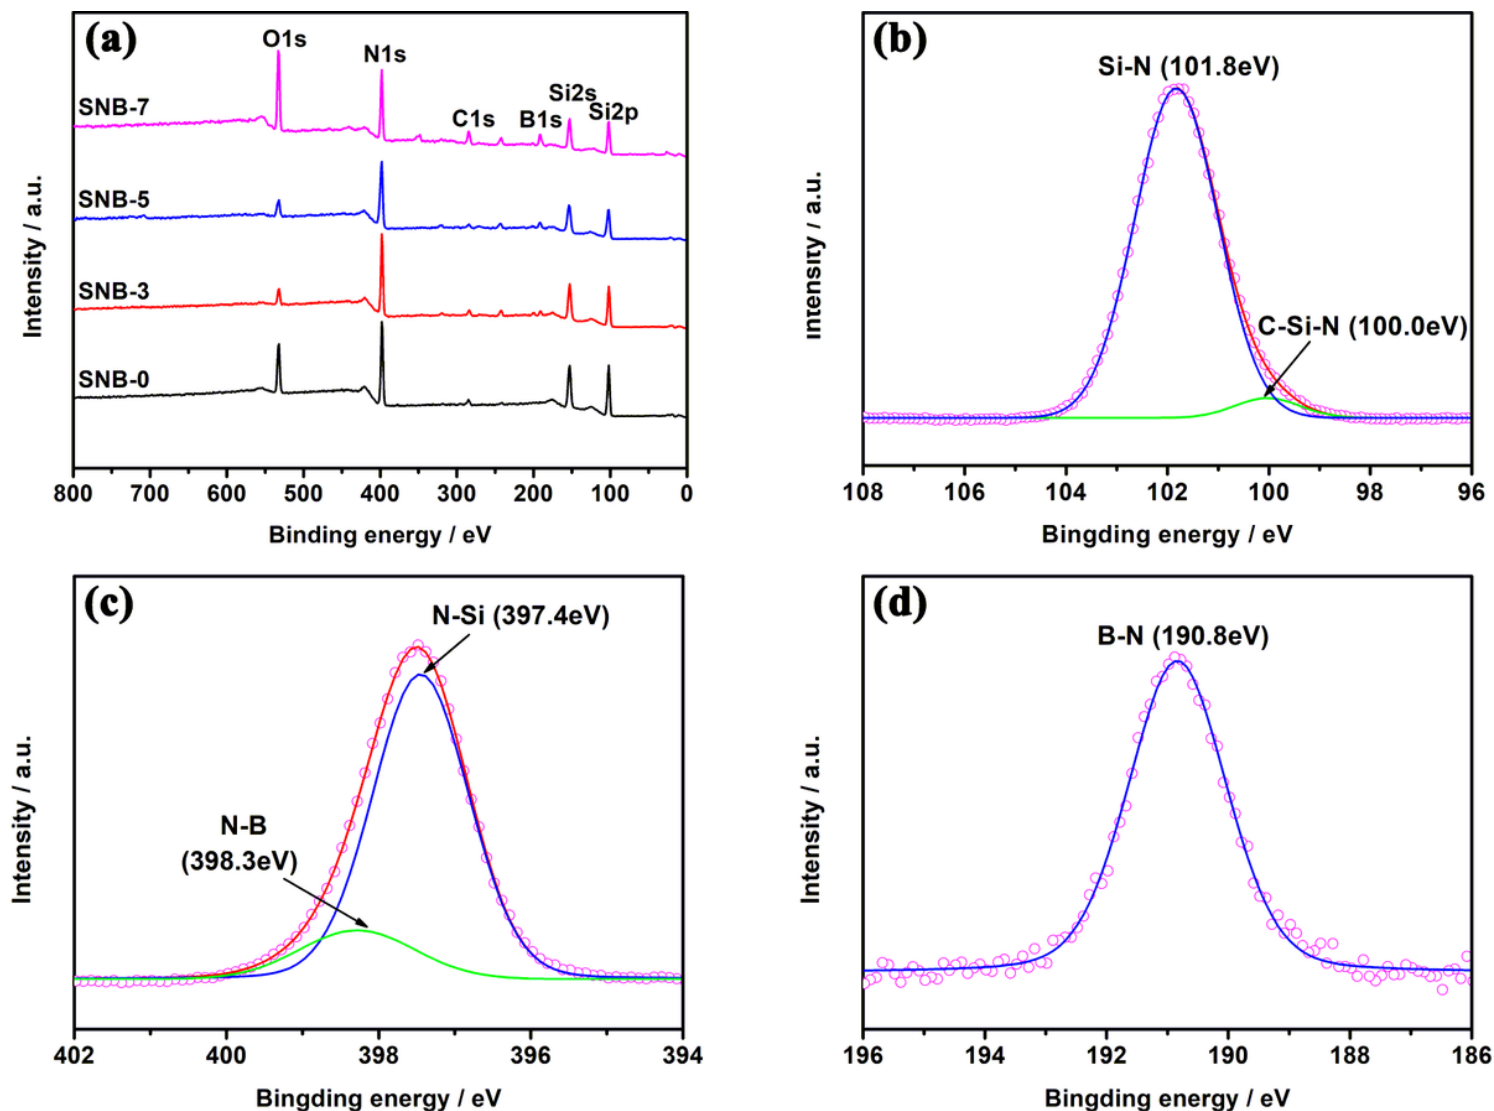 (a)
O1s
N1s
C1s
B1s
Si2s
Si2p
SNB-7
SNB-5
SNB-3
SNB-0
Intensity / a.u.
800 700 600 500 400 300 200 100 0
Binding energy / eV
(b)
Si-N (101.8eV)
C-Si-N (100.0eV)
Intensity / a.u.
108 106 104 102 100 98 96
Bingding energy / eV
(c)
N-Si (397.4eV)
N-B
(398.3eV)
Intensity / a.u.
402 400 398 396 394
Bingding energy / eV
(d)
B-N (190.8eV)
Intensity / a.u.
196 194 192 190 188 186
Bingding energy / eV